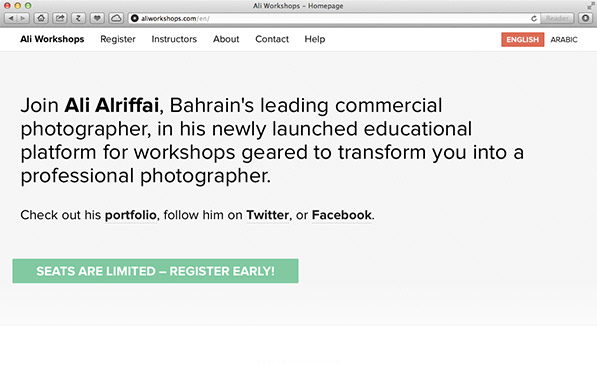 Ali Workshops – Homepage
aliworkshops.com/en/
Reader
Ali Workshops Register Instructors About Contact Help ENGLISH ARABIC
Join Ali Alriffai, Bahrain's leading commercial
photographer, in his newly launched educational
platform for workshops geared to transform you into a
professional photographer.
Check out his portfolio, follow him on Twitter, or Facebook.
SEATS ARE LIMITED – REGISTER EARLY!